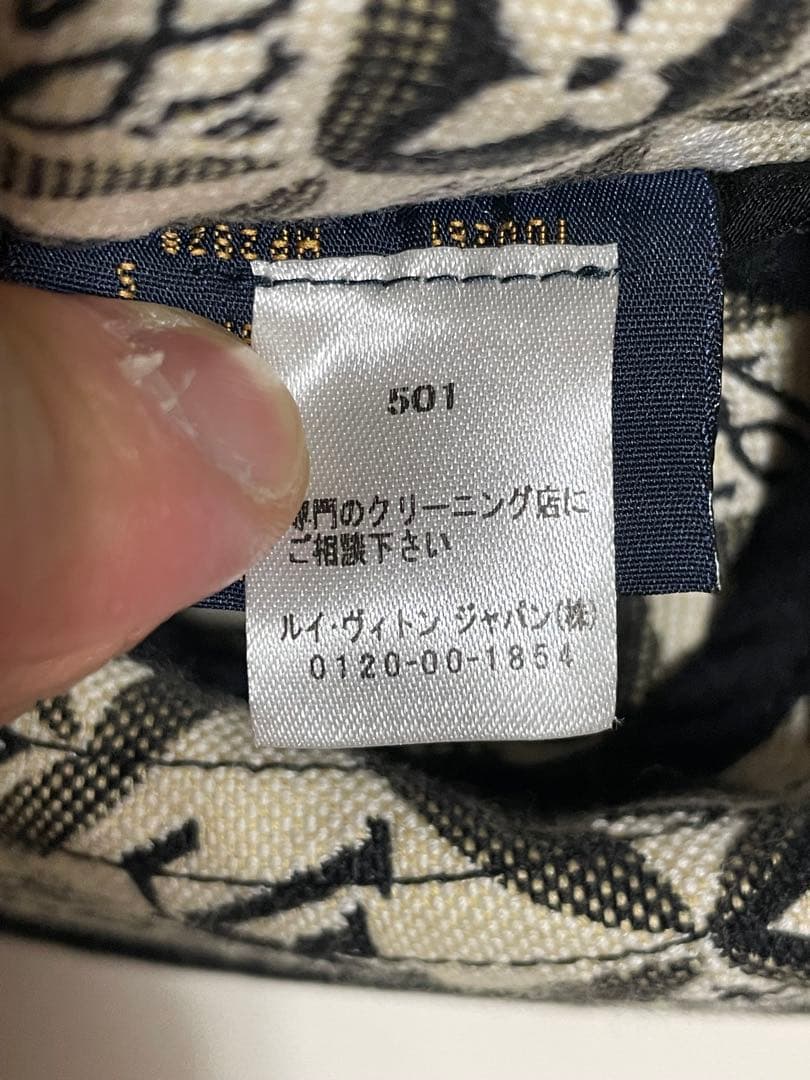 501
専門のクリーニング店に
ご相談下さい
ルイ・ヴィトン ジャパン(株)
0120-00-1854